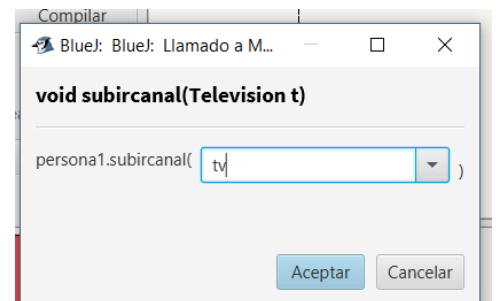 Compilar
BlueJ: BlueJ: Llamado a M...
void subircanal(Television t)
persona1.subircanal( tv )
Aceptar Cancelar